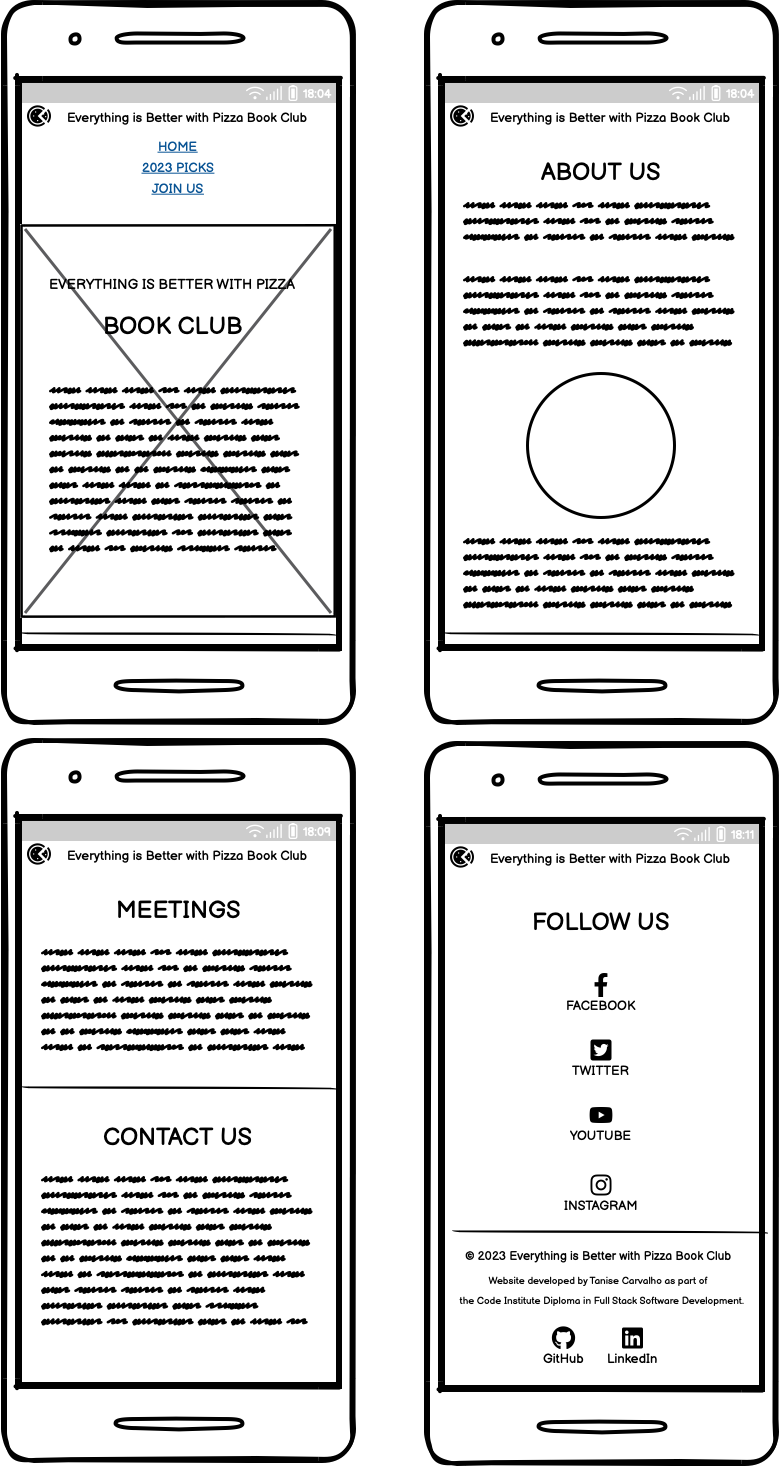 18:04
Everything is Better with Pizza Book Club
HOME
2023 PICKS
JOIN US
EVERYTHING IS BETTER WITH PIZZA
BOOK CLUB
18:04
Everything is Better with Pizza Book Club
ABOUT US
18:09
Everything is Better with Pizza Book Club
MEETINGS
CONTACT US
18:11
Everything is Better with Pizza Book Club
FOLLOW US
FACEBOOK
TWITTER
YOUTUBE
INSTAGRAM
© 2023 Everything is Better with Pizza Book Club
Website developed by Tanise Carvalho as part of
the Code Institute Diploma in Full Stack Software Development.
GitHub LinkedIn